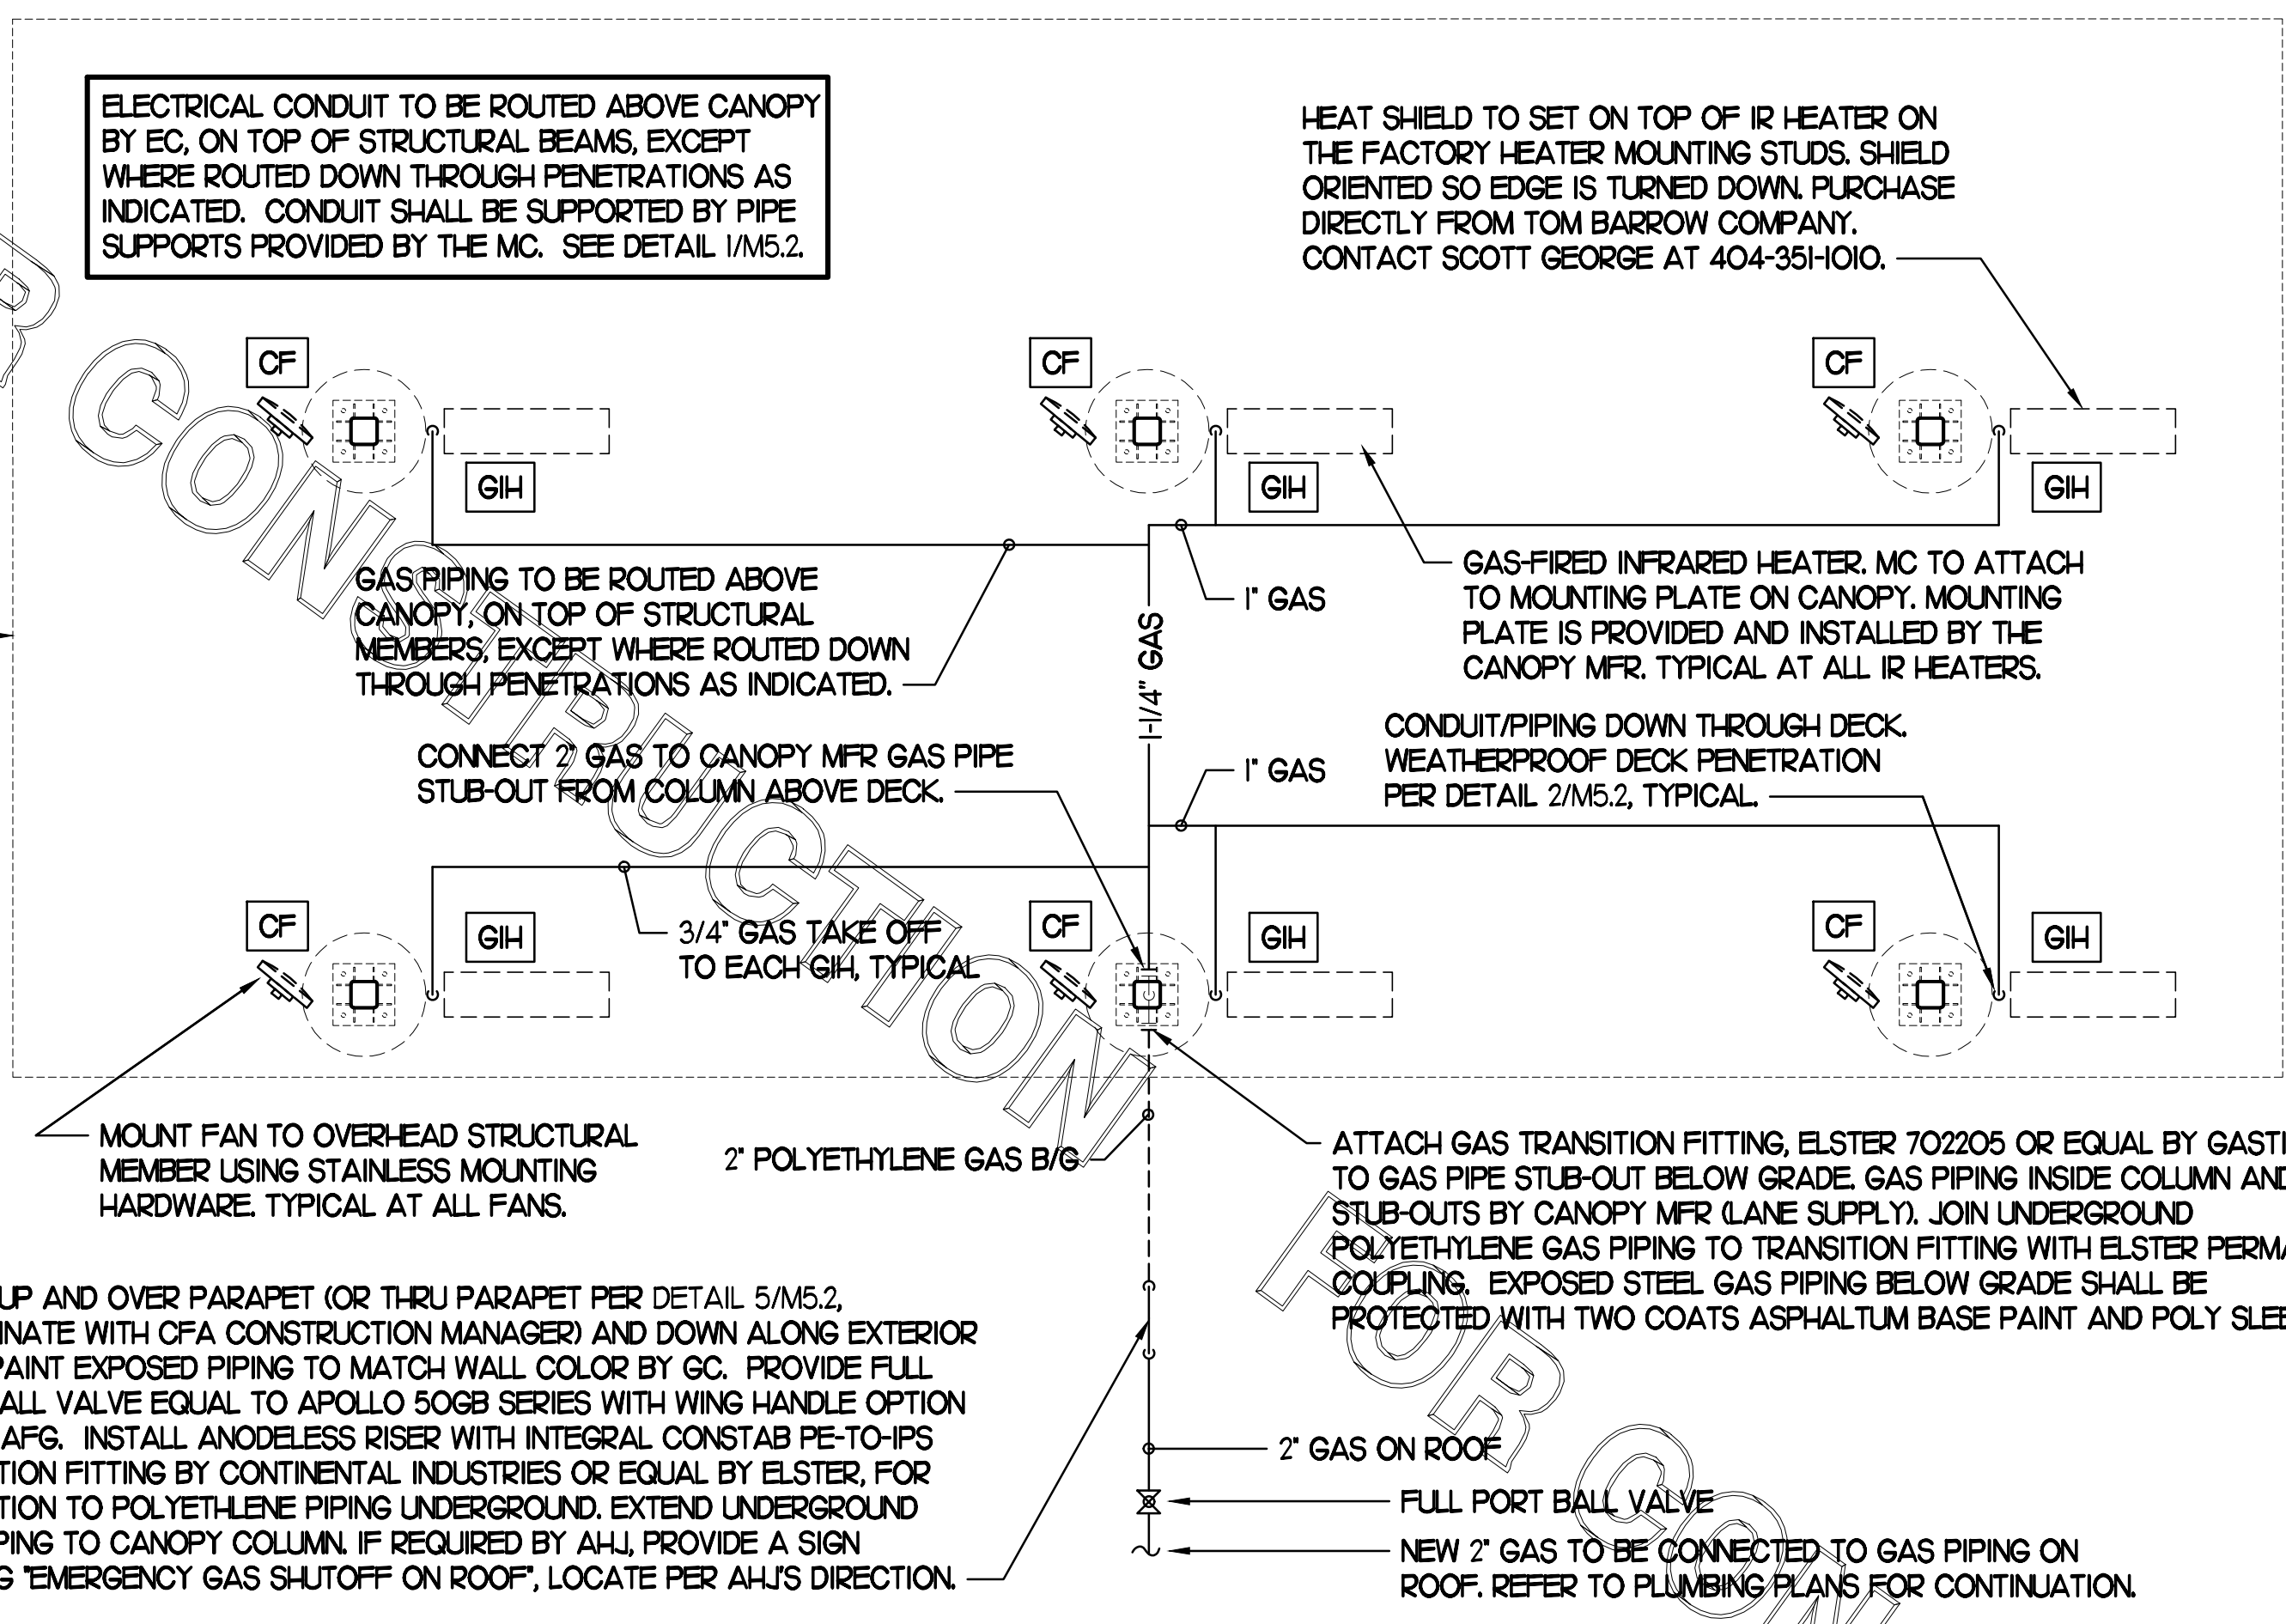 ELECTRICAL CONDUIT TO BE ROUTED ABOVE CANOPY
BY EC, ON TOP OF STRUCTURAL BEAMS, EXCEPT
WHERE ROUTED DOWN THROUGH PENETRATIONS AS
INDICATED. CONDUIT SHALL BE SUPPORTED BY PIPE
SUPPORTS PROVIDED BY THE MC. SEE DETAIL 1/M5.2.
HEAT SHIELD TO SET ON TOP OF IR HEATER ON
THE FACTORY HEATER MOUNTING STUDS. SHIELD
ORIENTED SO EDGE IS TURNED DOWN. PURCHASE
DIRECTLY FROM TOM BARROW COMPANY.
CONTACT SCOTT GEORGE AT 404-351-1010.
CF
CF
CF
GIH
GIH
GIH
GAS PIPING TO BE ROUTED ABOVE
CANOPY, ON TOP OF STRUCTURAL
MEMBERS, EXCEPT WHERE ROUTED DOWN
THROUGH PENETRATIONS AS INDICATED.
1" GAS
GAS-FIRED INFRARED HEATER. MC TO ATTACH
TO MOUNTING PLATE ON CANOPY. MOUNTING
PLATE IS PROVIDED AND INSTALLED BY THE
CANOPY MFR. TYPICAL AT ALL IR HEATERS.
1-1/4" GAS
CONNECT 2" GAS TO CANOPY MFR GAS PIPE
STUB-OUT FROM COLUMN ABOVE DECK.
1" GAS
CONDUIT/PIPING DOWN THROUGH DECK.
WEATHERPROOF DECK PENETRATION
PER DETAIL 2/M5.2, TYPICAL.
CF
GIH
3/4" GAS TAKE OFF
TO EACH GIH, TYPICAL
CF
GIH
CF
GIH
MOUNT FAN TO OVERHEAD STRUCTURAL
MEMBER USING STAINLESS MOUNTING
HARDWARE. TYPICAL AT ALL FANS.
2" POLYETHYLENE GAS B/G
ATTACH GAS TRANSITION FITTING, ELSTER 702205 OR EQUAL BY
TO GAS PIPE STUB-OUT BELOW GRADE. GAS PIPING INSIDE COLUMN AND
STUB-OUTS BY CANOPY MFR (LANE SUPPLY). JOIN UNDERGROUND
POLYETHYLENE GAS PIPING TO TRANSITION FITTING WITH ELSTER
COUPLING. EXPOSED STEEL GAS PIPING BELOW GRADE SHALL BE
PROTECTED WITH TWO COATS ASPHALTUM BASE PAINT AND POLY
UP AND OVER PARAPET (OR THRU PARAPET PER DETAIL 5/M5.2,
WITH CFA CONSTRUCTION MANAGER) AND DOWN ALONG EXTERIOR
PAINT EXPOSED PIPING TO MATCH WALL COLOR BY GC. PROVIDE FULL
VALVE EQUAL TO APOLLO 50GB SERIES WITH WING HANDLE OPTION
AFG. INSTALL ANODELESS RISER WITH INTEGRAL CONSTAB PE-TO-IPS
FITTING BY CONTINENTAL INDUSTRIES OR EQUAL BY ELSTER, FOR
TO POLYETHLENE PIPING UNDERGROUND. EXTEND UNDERGROUND
TO CANOPY COLUMN. IF REQUIRED BY AHJ, PROVIDE A SIGN
"EMERGENCY GAS SHUTOFF ON ROOF", LOCATE PER AHJ'S DIRECTION.
2" GAS ON ROOF
FULL PORT BALL VALVE
NEW 2" GAS TO BE CONNECTED TO GAS PIPING ON
ROOF. REFER TO PLUMBING PLANS FOR CONTINUATION.
CONSTRUCTION
FOR